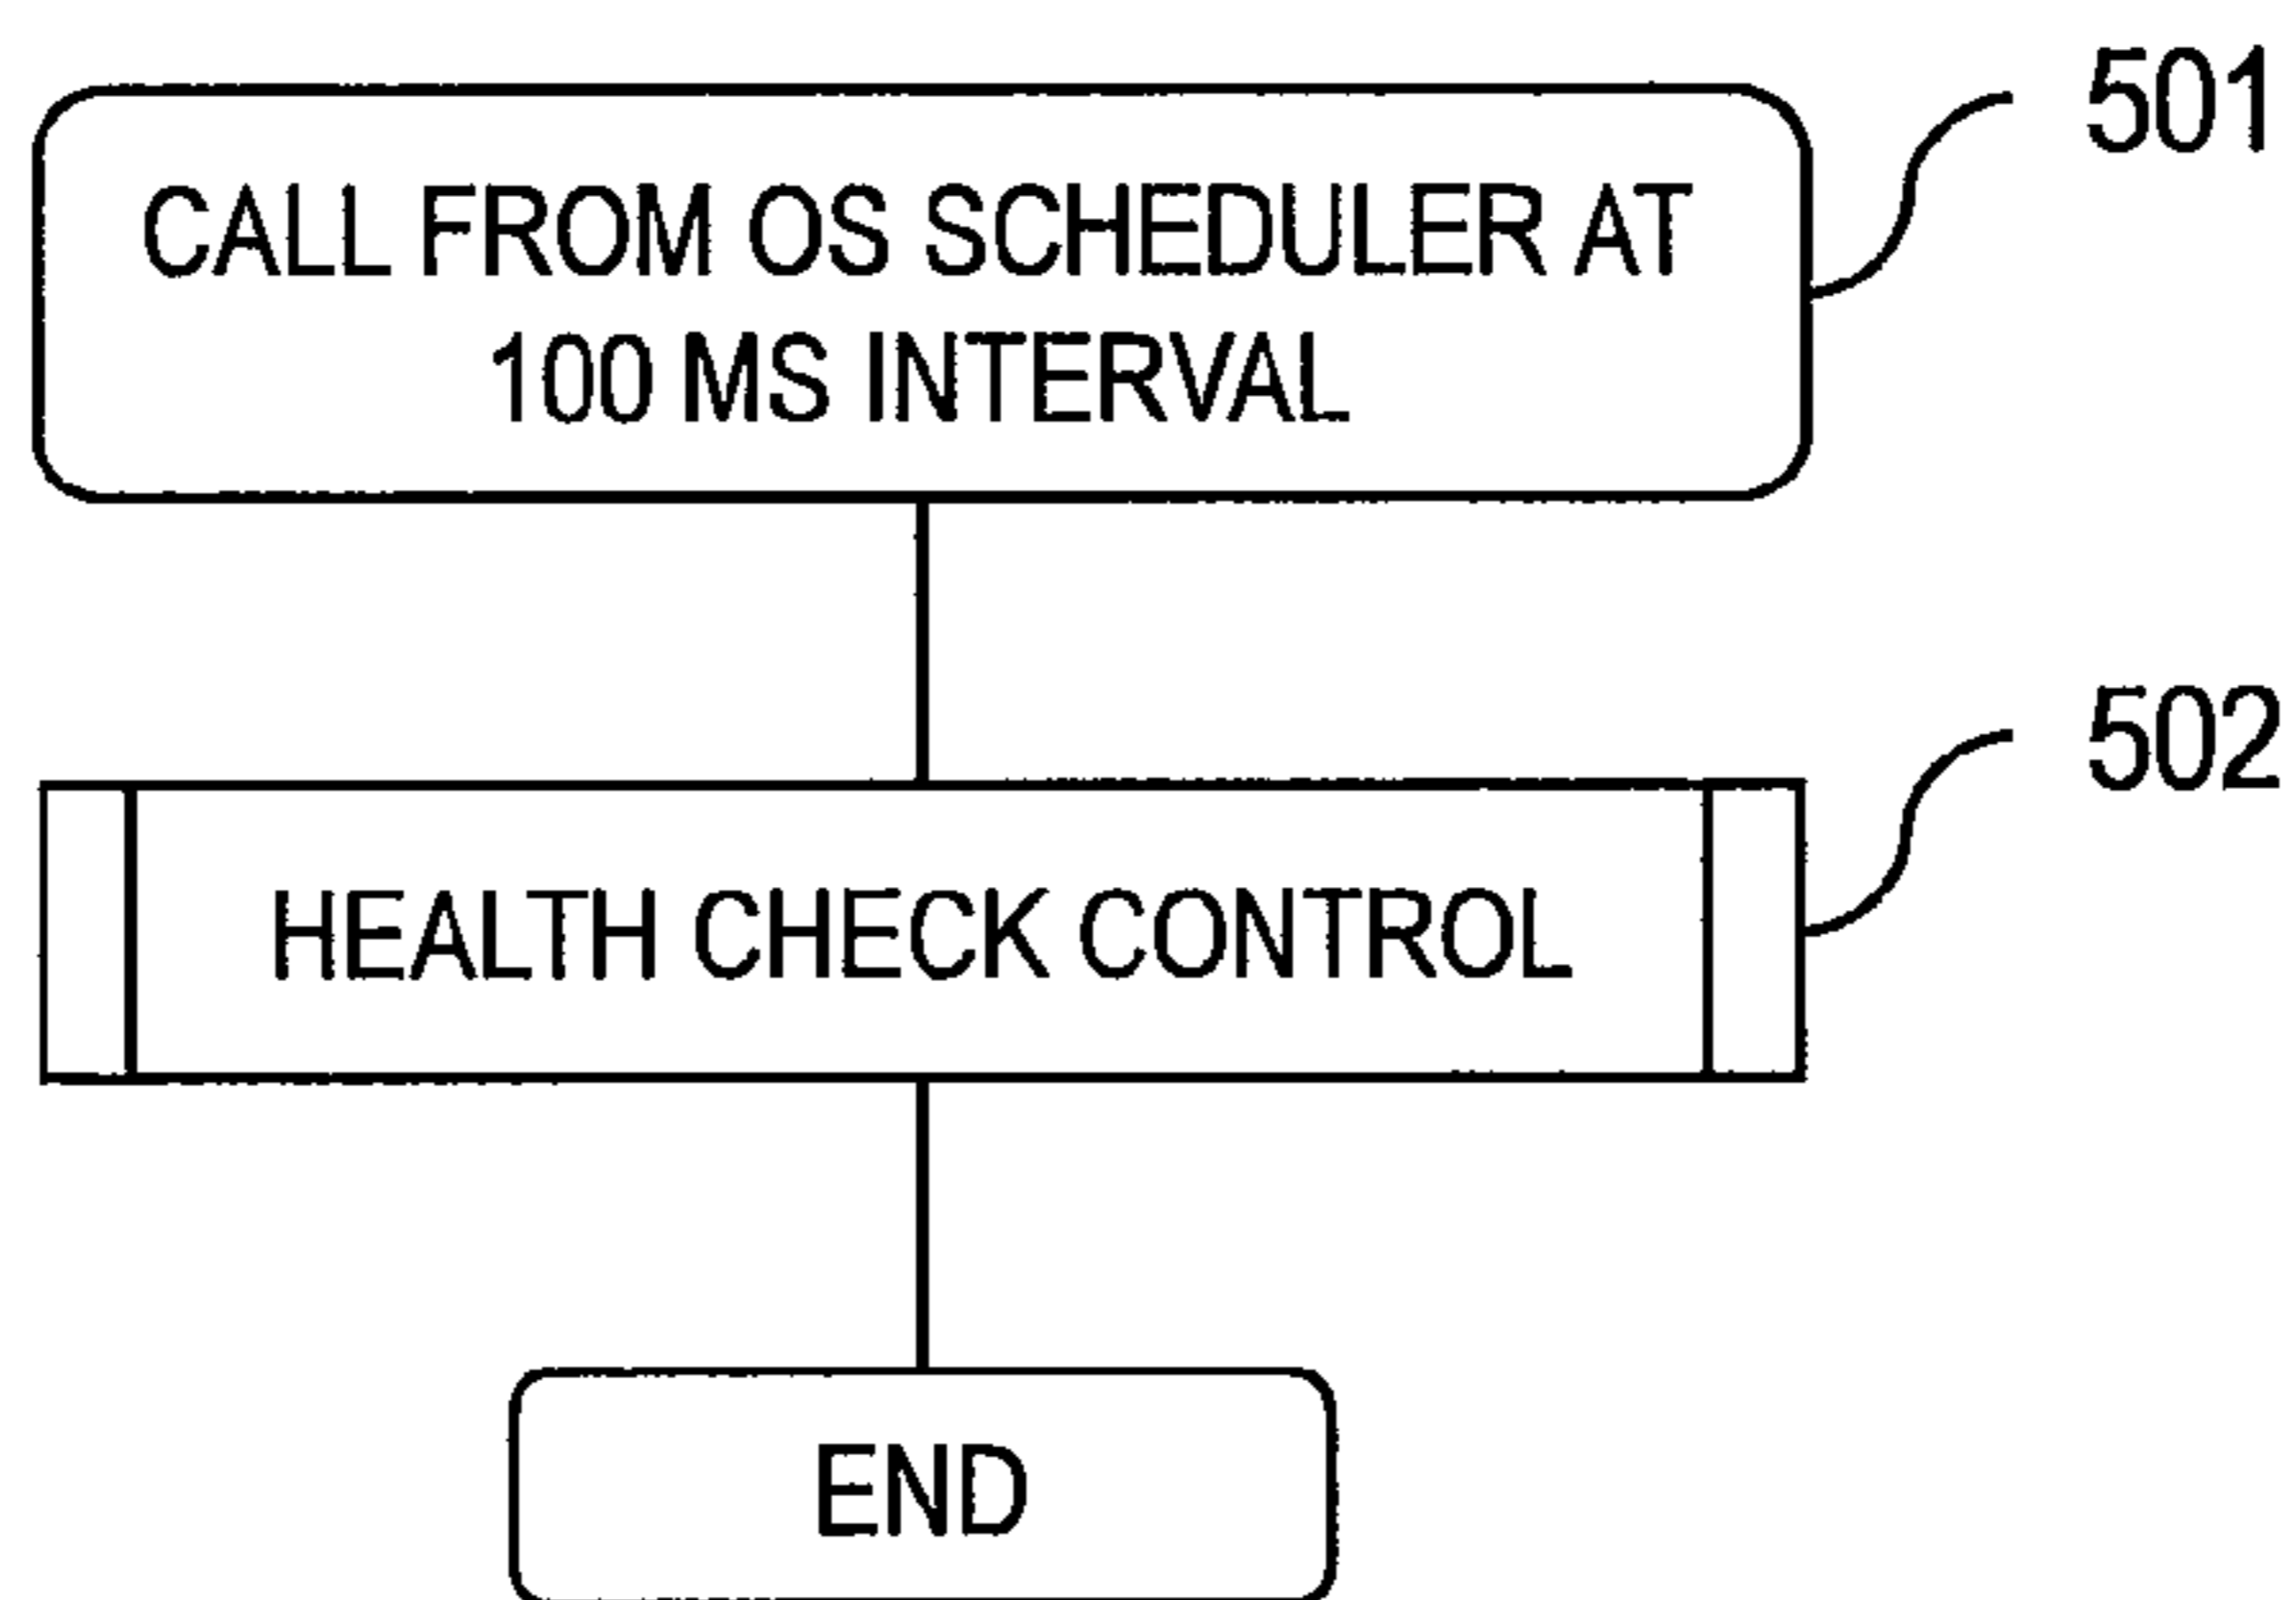 501
CALL FROM OS SCHEDULER AT
100 MS INTERVAL
502
HEALTH CHECK CONTROL
END